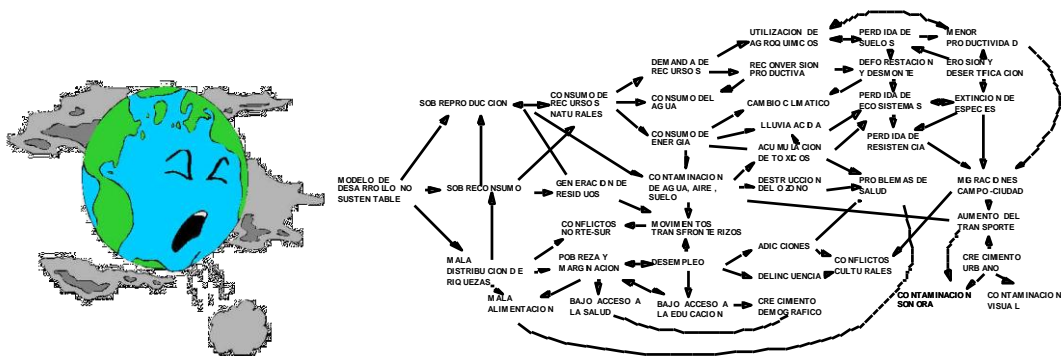 MODELO DE
DESARROLLO NO
SUSTENTABLE
SOBREPRODUCION
SOBRECONSUMO
MALA
DISTRIBUCION DE
RIQUEZAS
MALA
ALIMENTACION
CONSUMO DE
RECURSOS
NATURALES
GENERACION DE
RESIDUOS
CONFLICTOS
NORTE-SUR
POBREZA Y
MARGINACION
BAJO ACCESO A
LA SALUD
DEMANDA DE
RECURSOS
CONSUMO DEL
AGUA
CONSUMO DE
ENERGIA
CONTAMINACION
DE AGUA, AIRE,
SUELO
MOVIMENTOS
TRANSFRONTERIZOS
DESEMPLEO
BAJO ACCESO A
LA EDUCACION
UTILIZACION DE
AGROQUIMICOS
RECONVERSION
PRODUCTIVA
CAMBIO CLMATICO
LLUVIA ACIDA
ACUMULACION
DE TOXICOS
DESTRUCCION
DEL OZONO
ADICCIONES
DELINCUENCIA
CRECIMIENTO
DEMOGRAFICO
PERDIDA DE
SUELOS
DEFORESTACION
Y DESMONTE
PERDIDA DE
ECOSISTEMAS
PERDIDA DE
RESISTENCIA
PROBLEMAS DE
SALUD
CONFLICTOS
CULTURALES
MENOR
PRODUCTIVIDAD
EROSION Y
DESERTIFICACION
EXTINCION DE
ESPECIES
MIGRACIONES
CAMPO-CIUDAD
AUMENTO DEL
TRANSPORTE
CRECIMIENTO
URBANO
CONTAMINACION
SONORA
CONTAMINACION
VISUAL